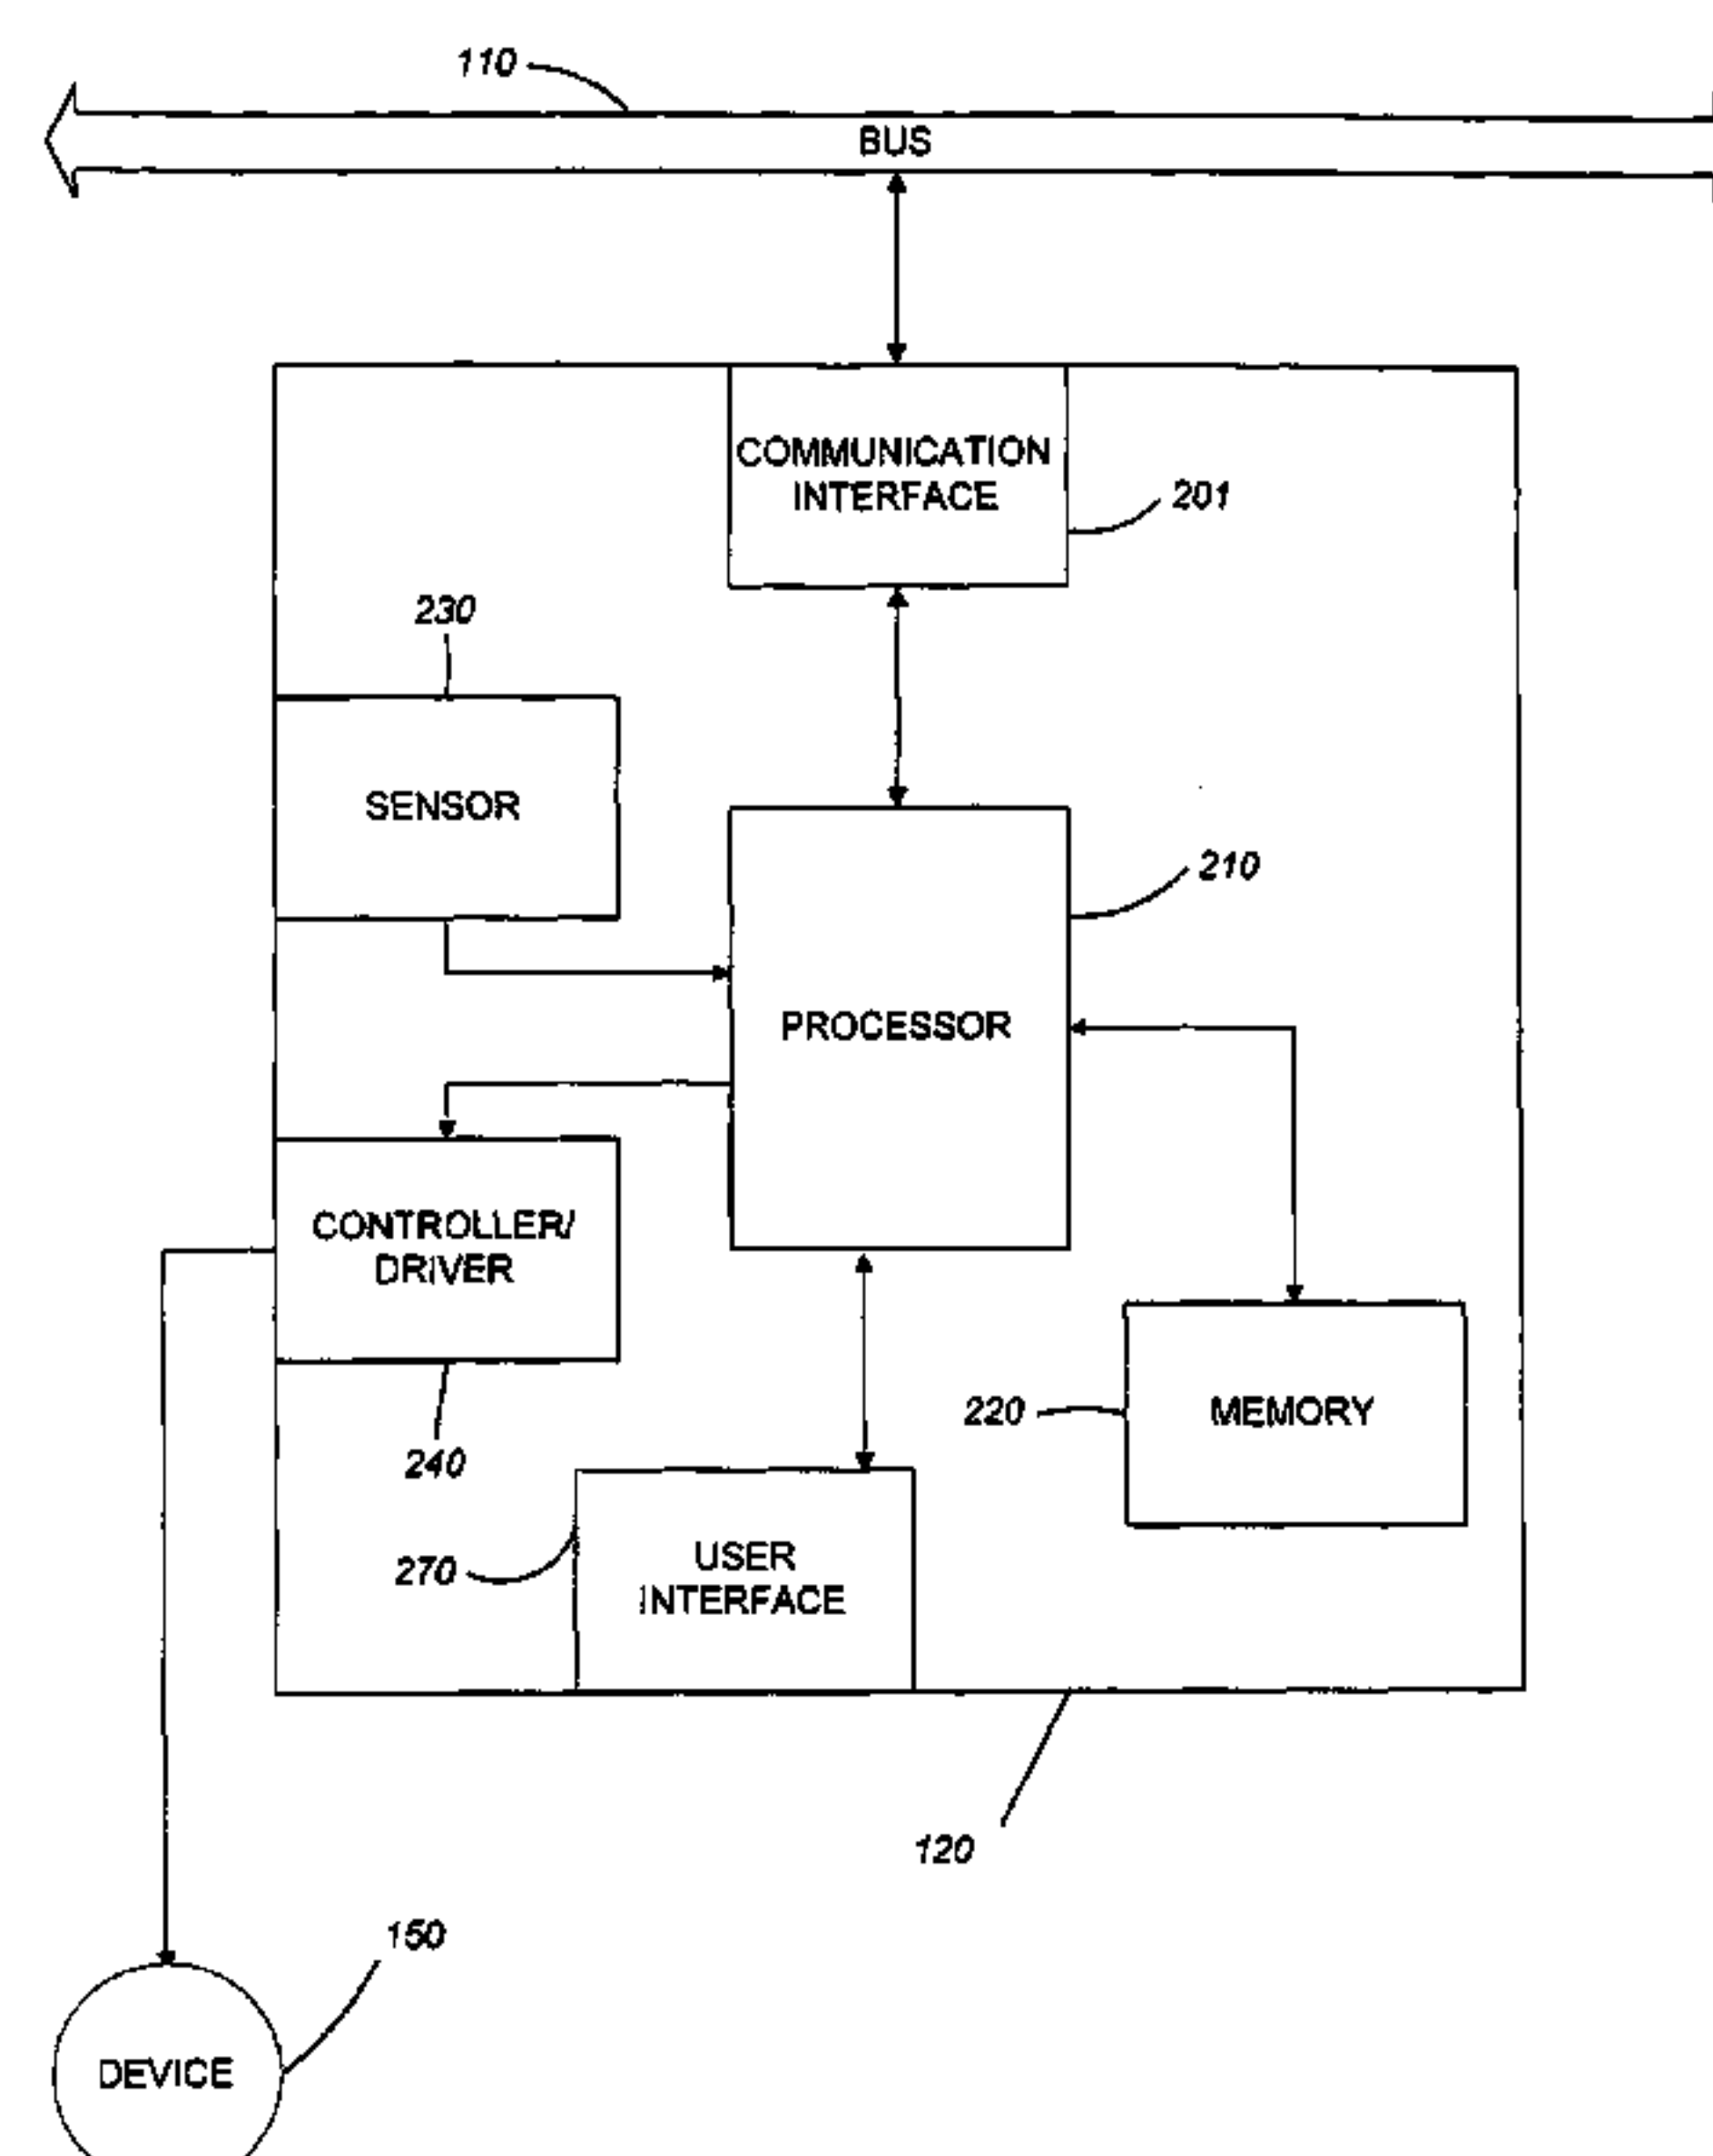 110
BUS
COMMUNICATION
INTERFACE
201
230
SENSOR
210
PROCESSOR
CONTROLLER/
DRIVER
240
220
MEMORY
270
USER
INTERFACE
120
150
DEVICE